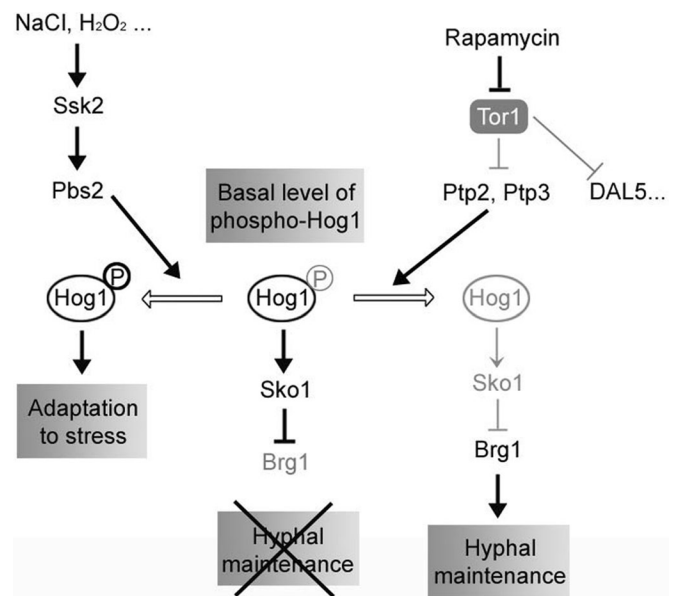 NaCl, H₂O₂ ...
Rapamycin
Ssk2
Tor1
Pbs2
Basal level of
phospho-Hog1
Ptp2, Ptp3
DAL5...
Hog1 P
Hog1 P
Hog1
Adaptation
to stress
Sko1
Sko1
Brg1
Brg1
Hyphal
maintenance
Hyphal
maintenance